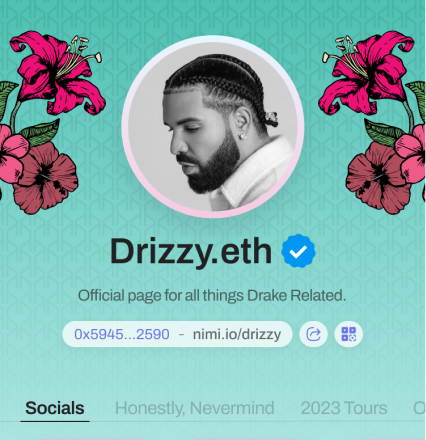 Drizzy.eth
Official page for all things Drake Related.
0x5945...2590 - nimi.io/drizzy
Socials Honestly, Nevermind 2023 Tours O